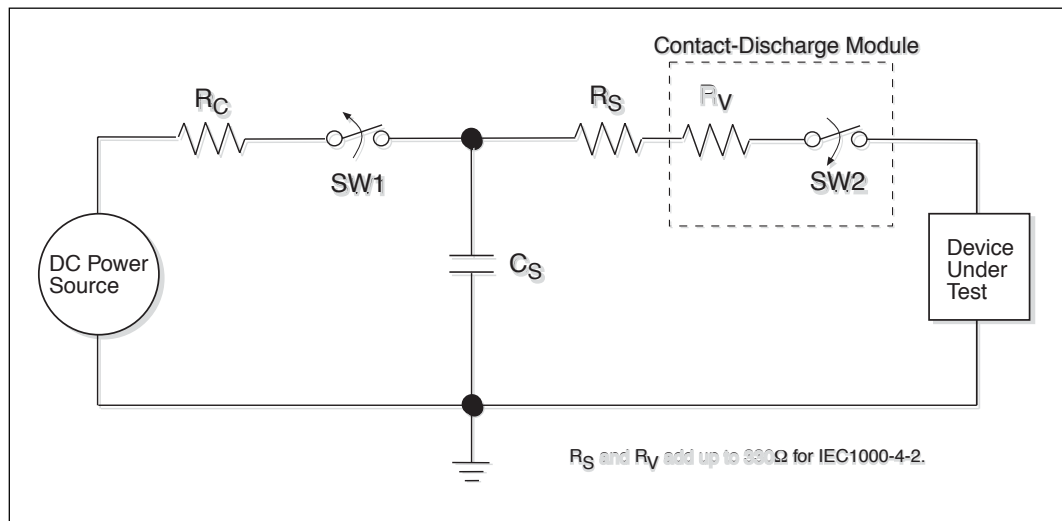 Contact-Discharge Module
RC
RS
RV
SW1
SW2
DC Power
Source
CS
Device
Under
Test
RS and RV add up to 330Ω for IEC1000-4-2.